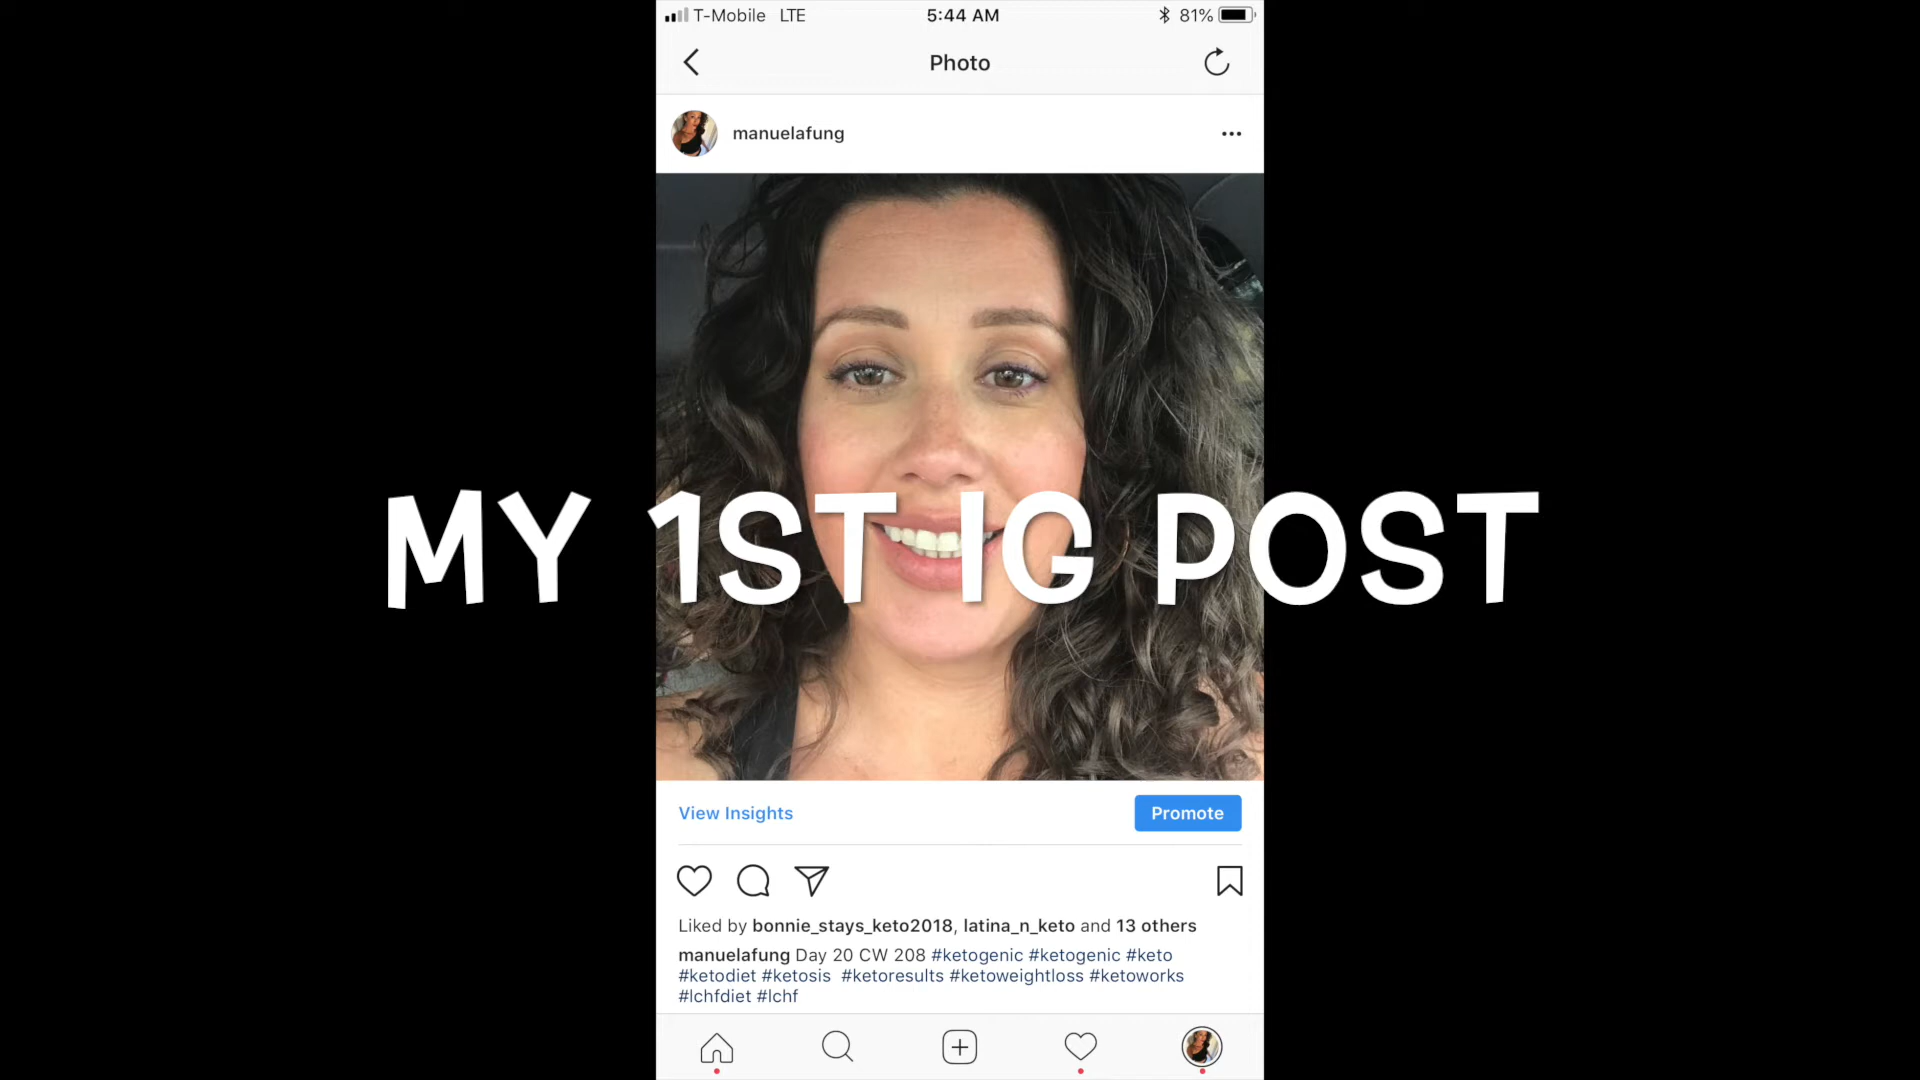 T-Mobile LTE 5:44 AM 81%
Photo
manuelafung
MY 1ST IG POST
View Insights
Promote
Liked by bonnie_stays_keto2018, latina_n_keto and 13 others
manuelafung Day 20 CW 208 #ketogenic #ketogenic #keto
#ketodiet #ketosis #ketoresults #ketoweightloss #ketoworks
#lchfdiet #lchf